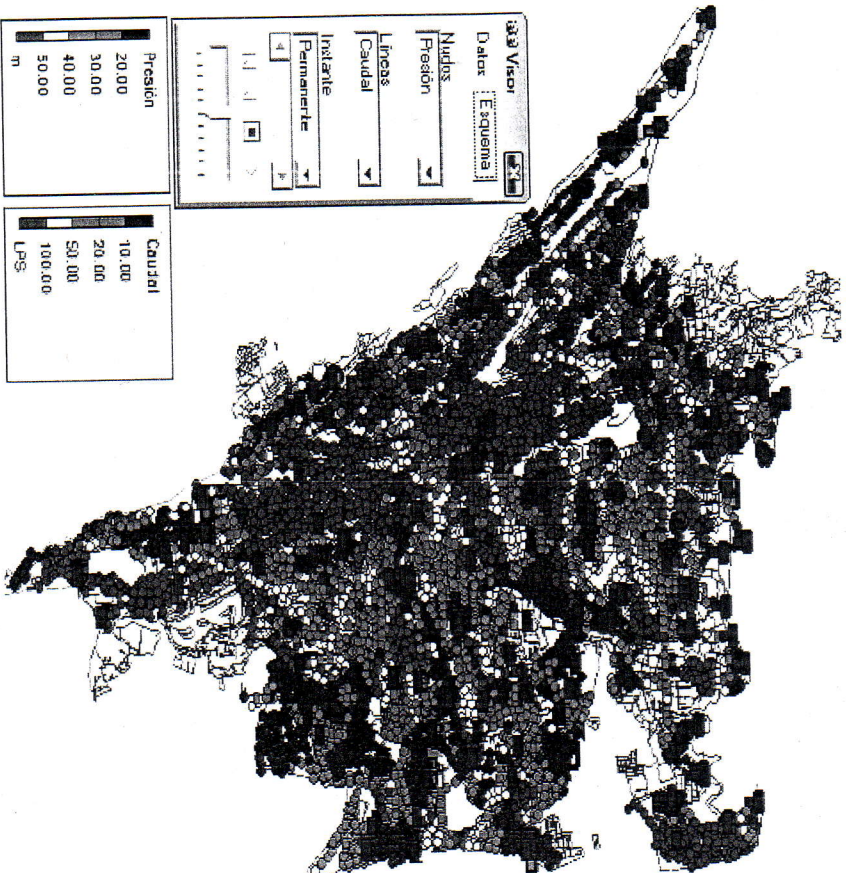 Visor
Datos Esquema
Nudos
Presión
Líneas
Caudal
Instante
Permanente
Presión
20.00
30.00
40.00
50.00
m
Caudal
10.00
20.00
50.00
100.00
LPS